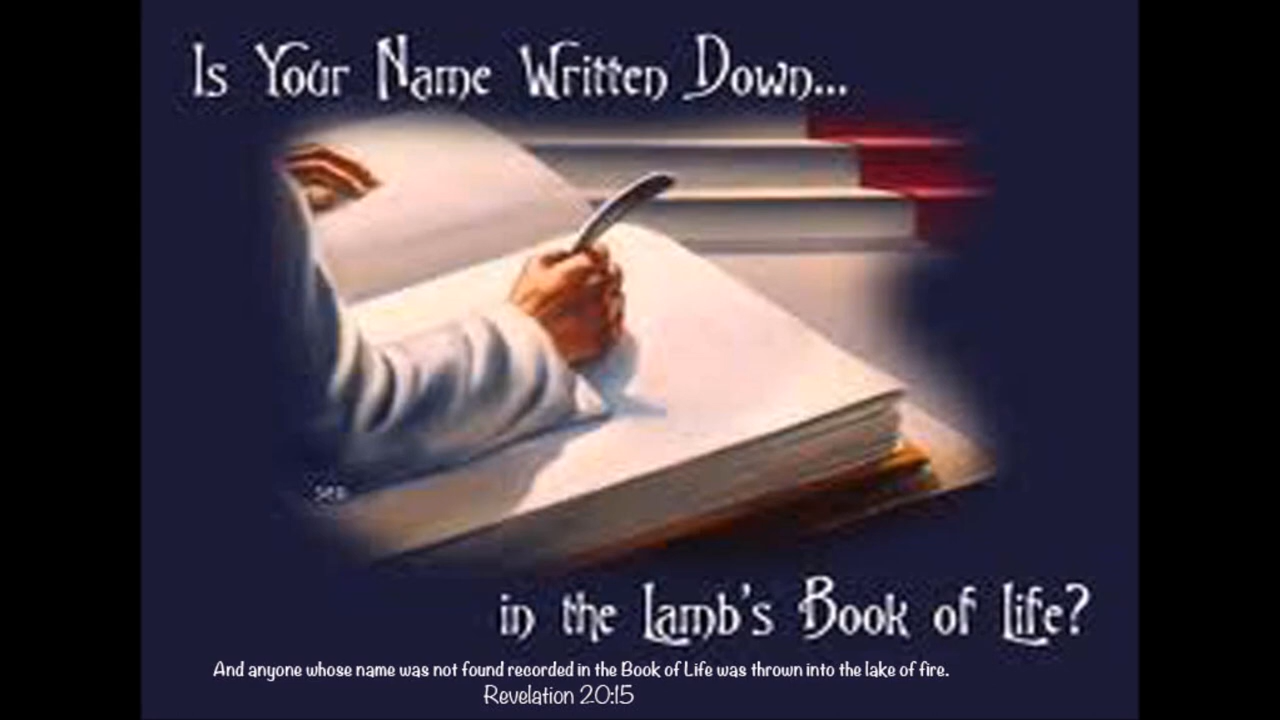 Is Your Name Written Down...
in the Lamb's Book of Life?
And anyone whose name was not found recorded in the Book of Life was thrown into the lake of fire.
Revelation 20:15